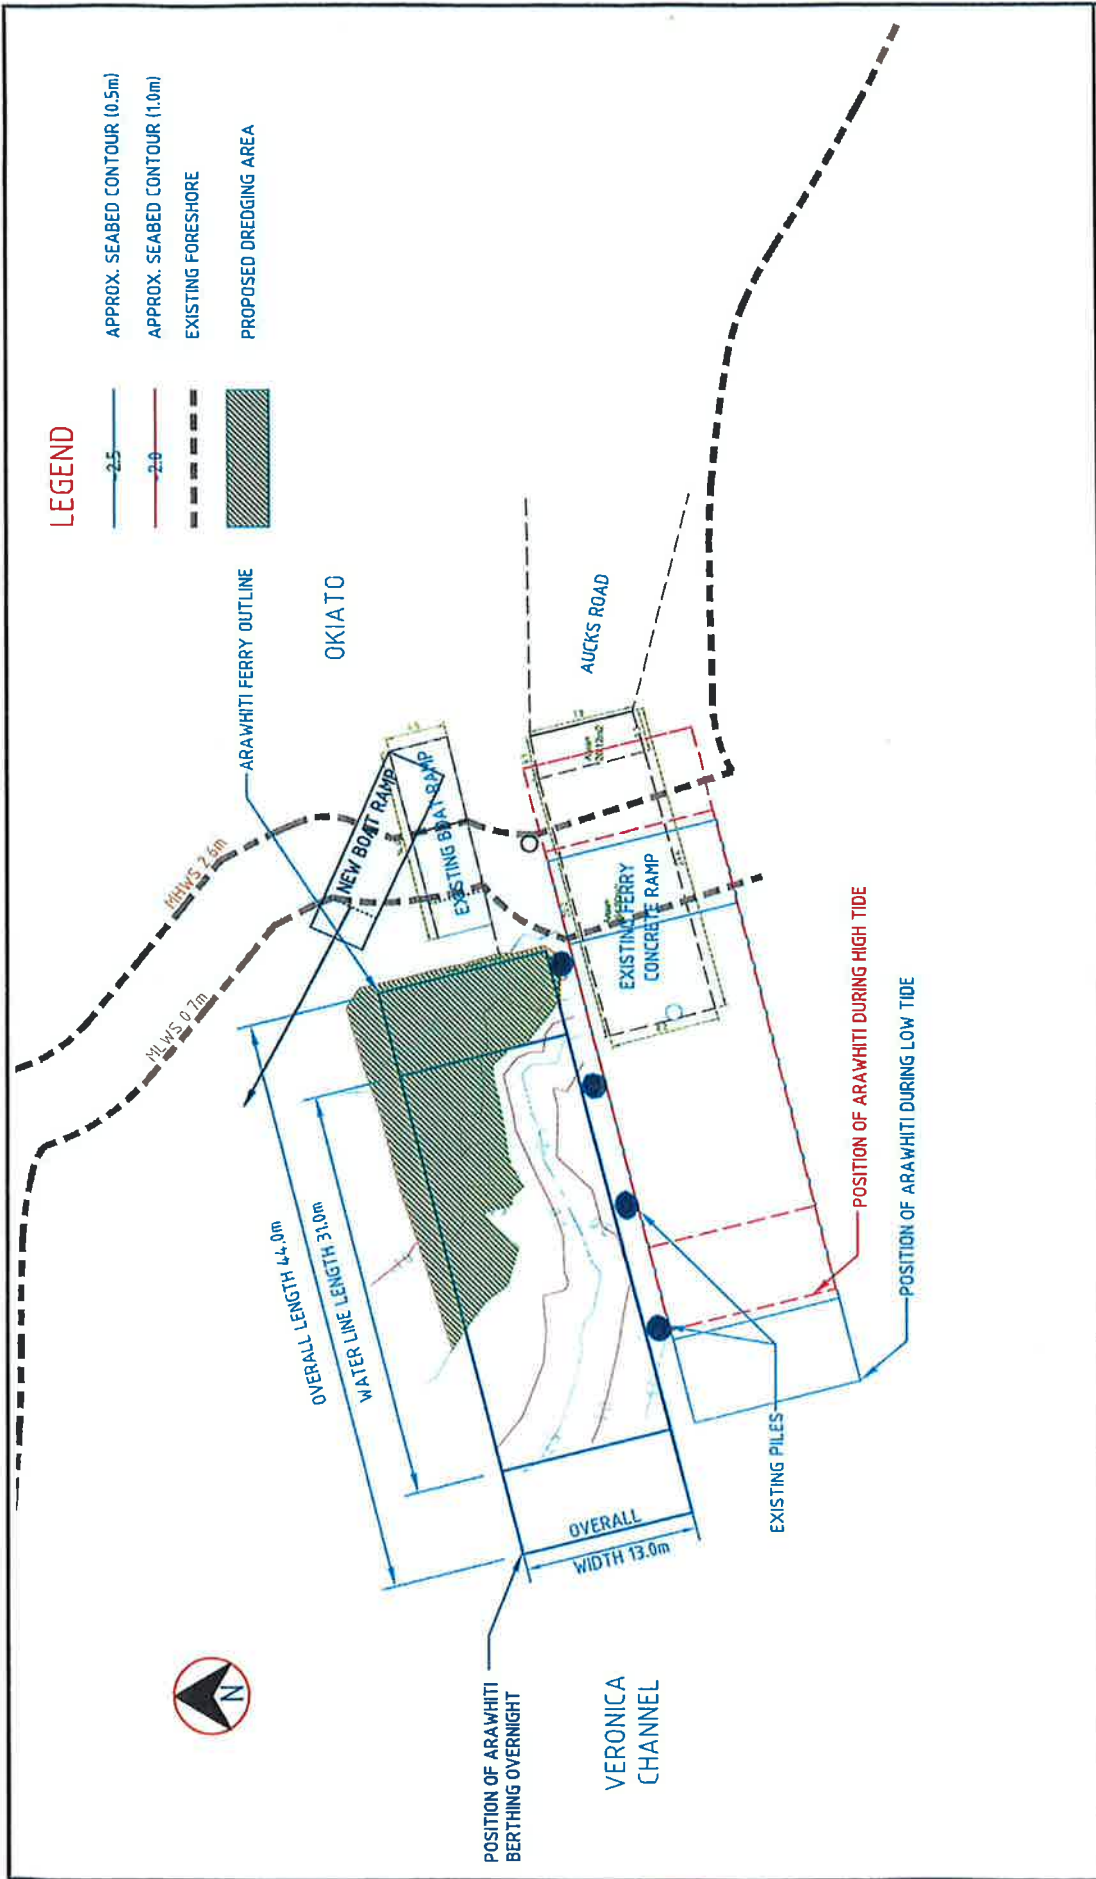 LEGEND
2.5
APPROX. SEABED CONTOUR (0.5m)
2.0
APPROX. SEABED CONTOUR (1.0m)
EXISTING FORESHORE
PROPOSED DREDGING AREA
ARAWHITI FERRY OUTLINE
OKIATO
MHWS 2.6m
MLWS 0.7m
NEW BOAT RAMP
EXISTING BOAT RAMP
AUCKS ROAD
EXISTING FERRY
CONCRETE RAMP
OVERALL LENGTH 44.0m
WATER LINE LENGTH 31.0m
OVERALL
WIDTH 13.0m
POSITION OF ARAWHITI DURING HIGH TIDE
POSITION OF ARAWHITI DURING LOW TIDE
EXISTING PILES
POSITION OF ARAWHITI
BERTHING OVERNIGHT
VERONICA
CHANNEL
N